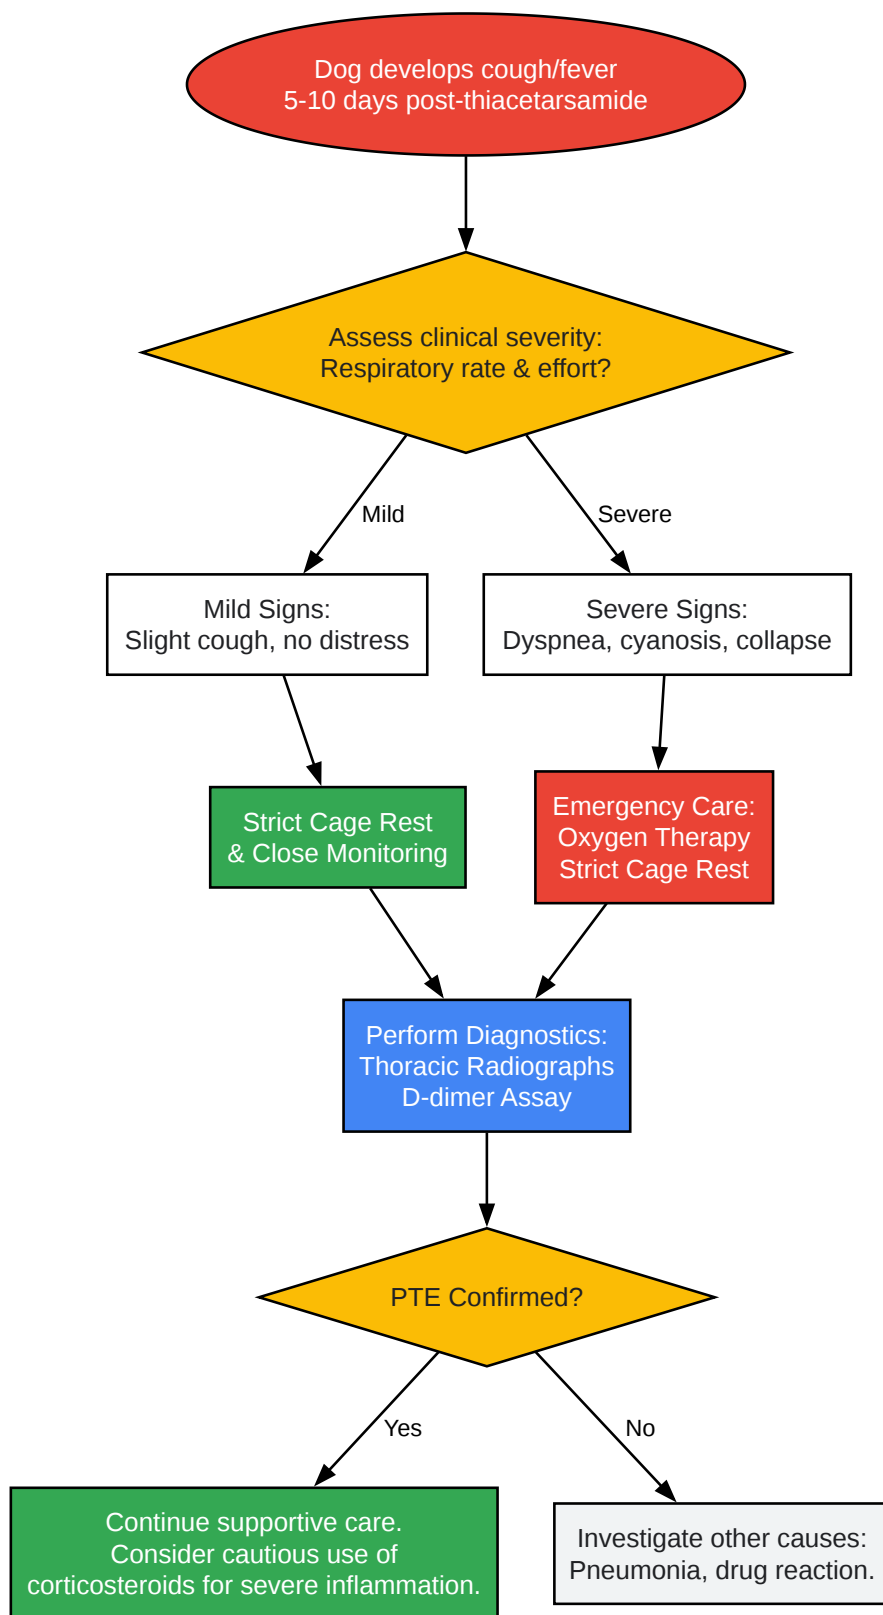 Dog develops cough/fever
5-10 days post-thiacetarsamide
Assess clinical severity:
Respiratory rate & effort?
Mild
Severe
Mild Signs:
Slight cough, no distress
Severe Signs:
Dyspnea, cyanosis, collapse
Strict Cage Rest
& Close Monitoring
Emergency Care:
Oxygen Therapy
Strict Cage Rest
Perform Diagnostics:
Thoracic Radiographs
D-dimer Assay
PTE Confirmed?
Yes
No
Continue supportive care.
Consider cautious use of
corticosteroids for severe inflammation.
Investigate other causes:
Pneumonia, drug reaction.